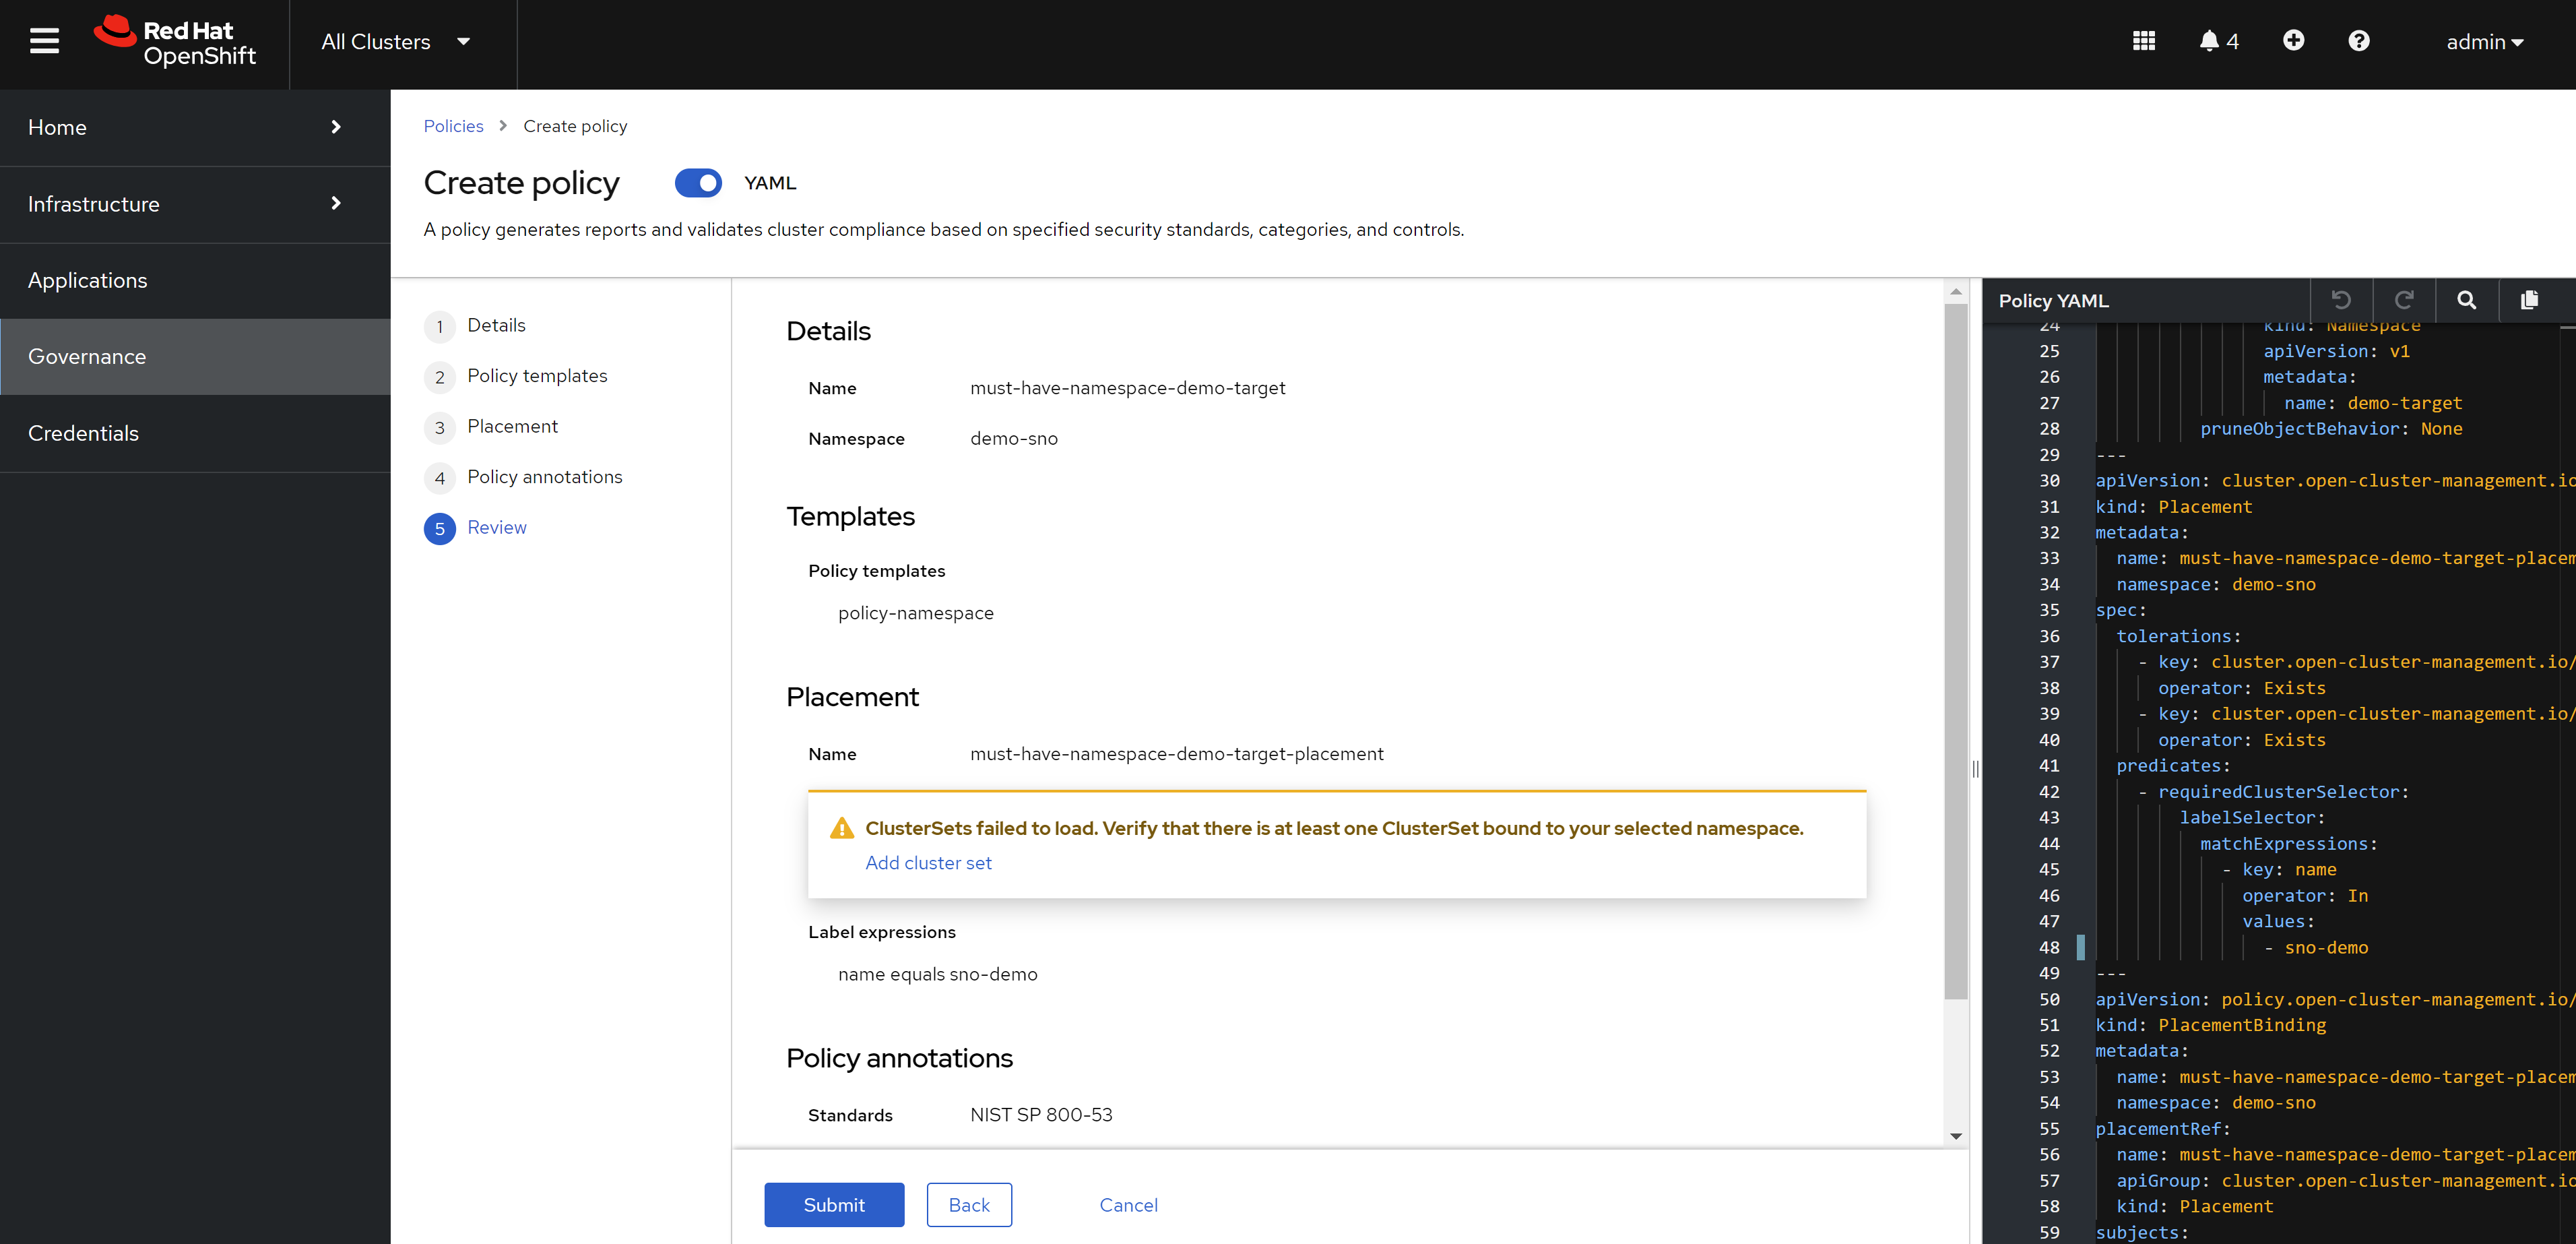 Red Hat
OpenShift
All Clusters
4
admin
Home
Infrastructure
Applications
Governance
Credentials
Policies
Create policy
Create policy
YAML
A policy generates reports and validates cluster compliance based on specified security standards, categories, and controls.
1 Details
2 Policy templates
3 Placement
4 Policy annotations
5 Review
Details
Name must-have-namespace-demo-target
Namespace demo-sno
Templates
Policy templates
policy-namespace
Placement
Name must-have-namespace-demo-target-placement
ClusterSets failed to load. Verify that there is at least one ClusterSet bound to your selected namespace.
Add cluster set
Label expressions
name equals sno-demo
Policy annotations
Standards NIST SP 800-53
Submit
Back
Cancel
Policy YAML
24 kind: Namespace
25 apiVersion: v1
26 metadata:
27 name: demo-target
28 pruneObjectBehavior: None
29 ---
30 apiVersion: cluster.open-cluster-management.io
31 kind: Placement
32 metadata:
33 name: must-have-namespace-demo-target-placem
34 namespace: demo-sno
35 spec:
36 tolerations:
37 - key: cluster.open-cluster-management.io/
38 operator: Exists
39 - key: cluster.open-cluster-management.io/
40 operator: Exists
41 predicates:
42 - requiredClusterSelector:
43 labelSelector:
44 matchExpressions:
45 - key: name
46 operator: In
47 values:
48 - sno-demo
49 ---
50 apiVersion: policy.open-cluster-management.io/
51 kind: PlacementBinding
52 metadata:
53 name: must-have-namespace-demo-target-placem
54 namespace: demo-sno
55 placementRef:
56 name: must-have-namespace-demo-target-placem
57 apiGroup: cluster.open-cluster-management.io
58 kind: Placement
59 subjects: